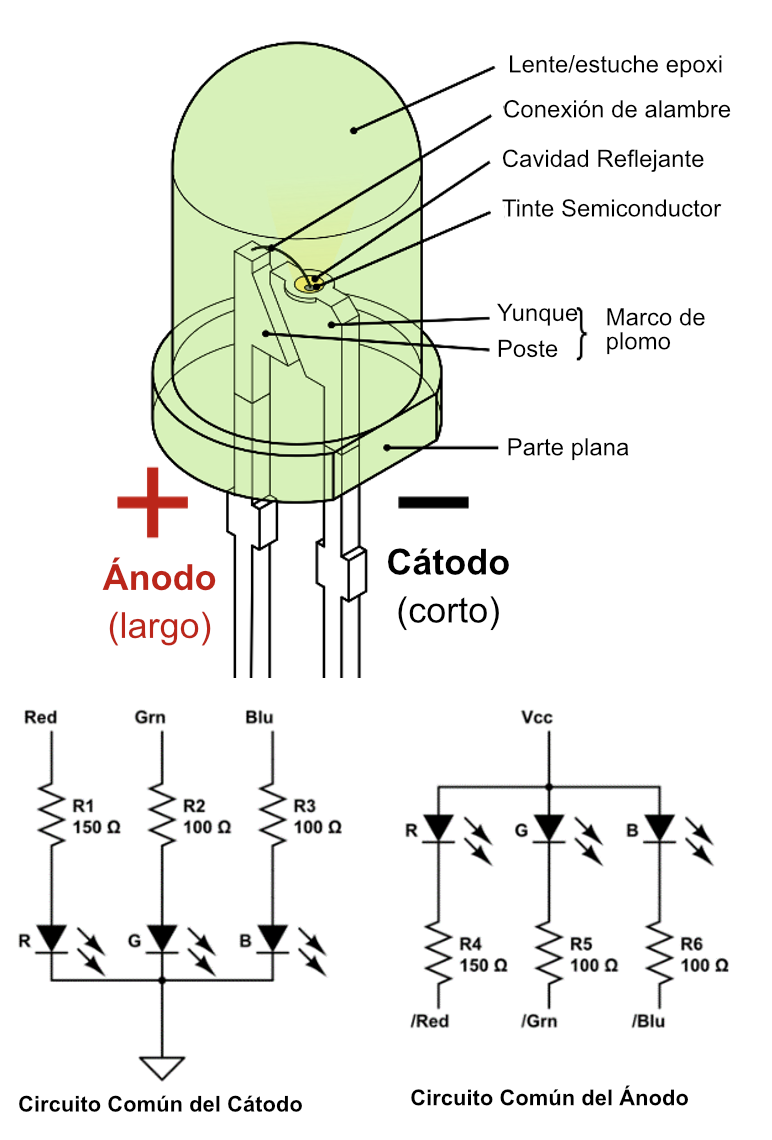 Lente/estuche epoxi
Conexión de alambre
Cavidad Reflejante
Tinte Semiconductor
Yunque
Poste
Marco de
plomo
Parte plana
+
−
Ánodo
(largo)
Cátodo
(corto)
Red
Grn
Blu
R1
150 Ω
R2
100 Ω
R3
100 Ω
R
G
B
Circuito Común del Cátodo
Vcc
R
G
B
R4
150 Ω
R5
100 Ω
R6
100 Ω
/Red
/Grn
/Blu
Circuito Común del Ánodo